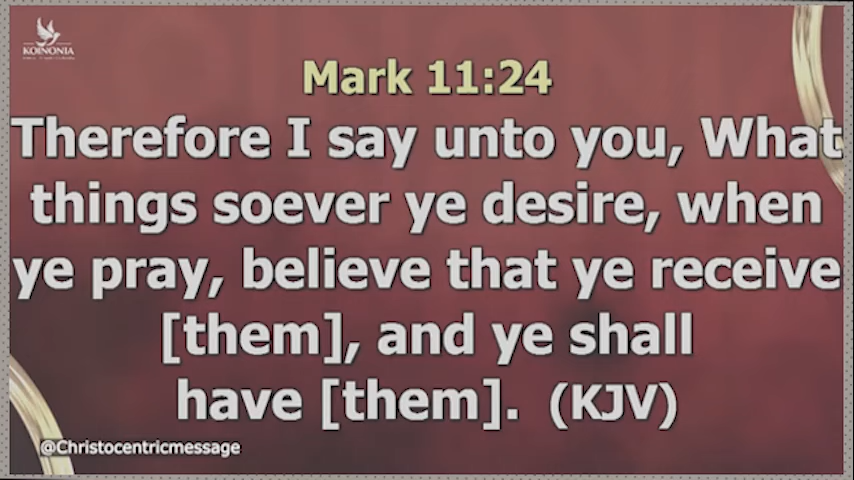 KOINONIA
Mark 11:24
Therefore I say unto you, What
things soever ye desire, when
ye pray, believe that ye receive
[them], and ye shall
have [them]. (KJV)
@Christocentricmessage